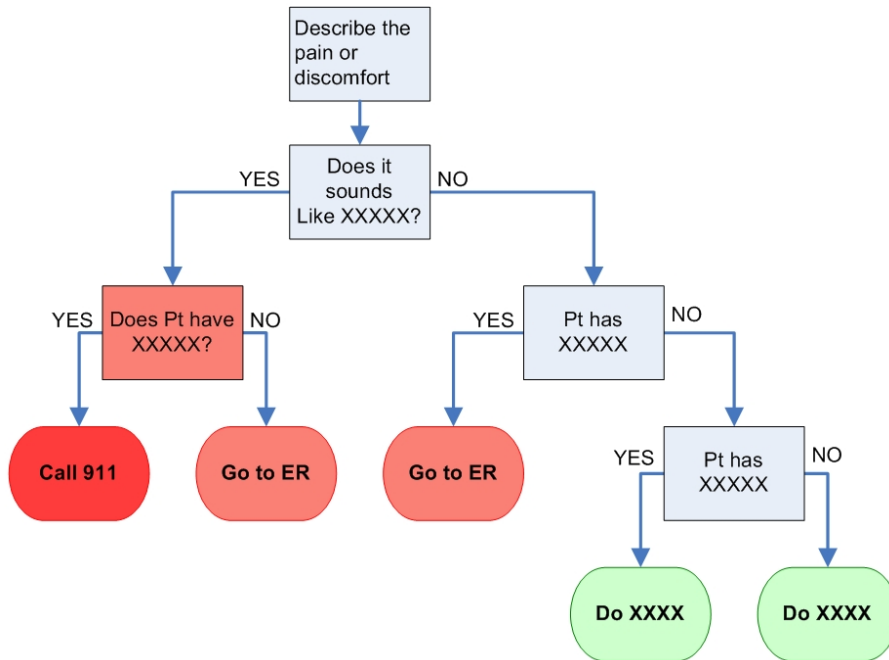 Describe the
pain or
discomfort
Does it
sounds
Like XXXXX?
YES
NO
Does Pt have
XXXXX?
YES
NO
Pt has
XXXXX
YES
NO
Call 911
Go to ER
Go to ER
Pt has
XXXXX
YES
NO
Do XXXX
Do XXXX